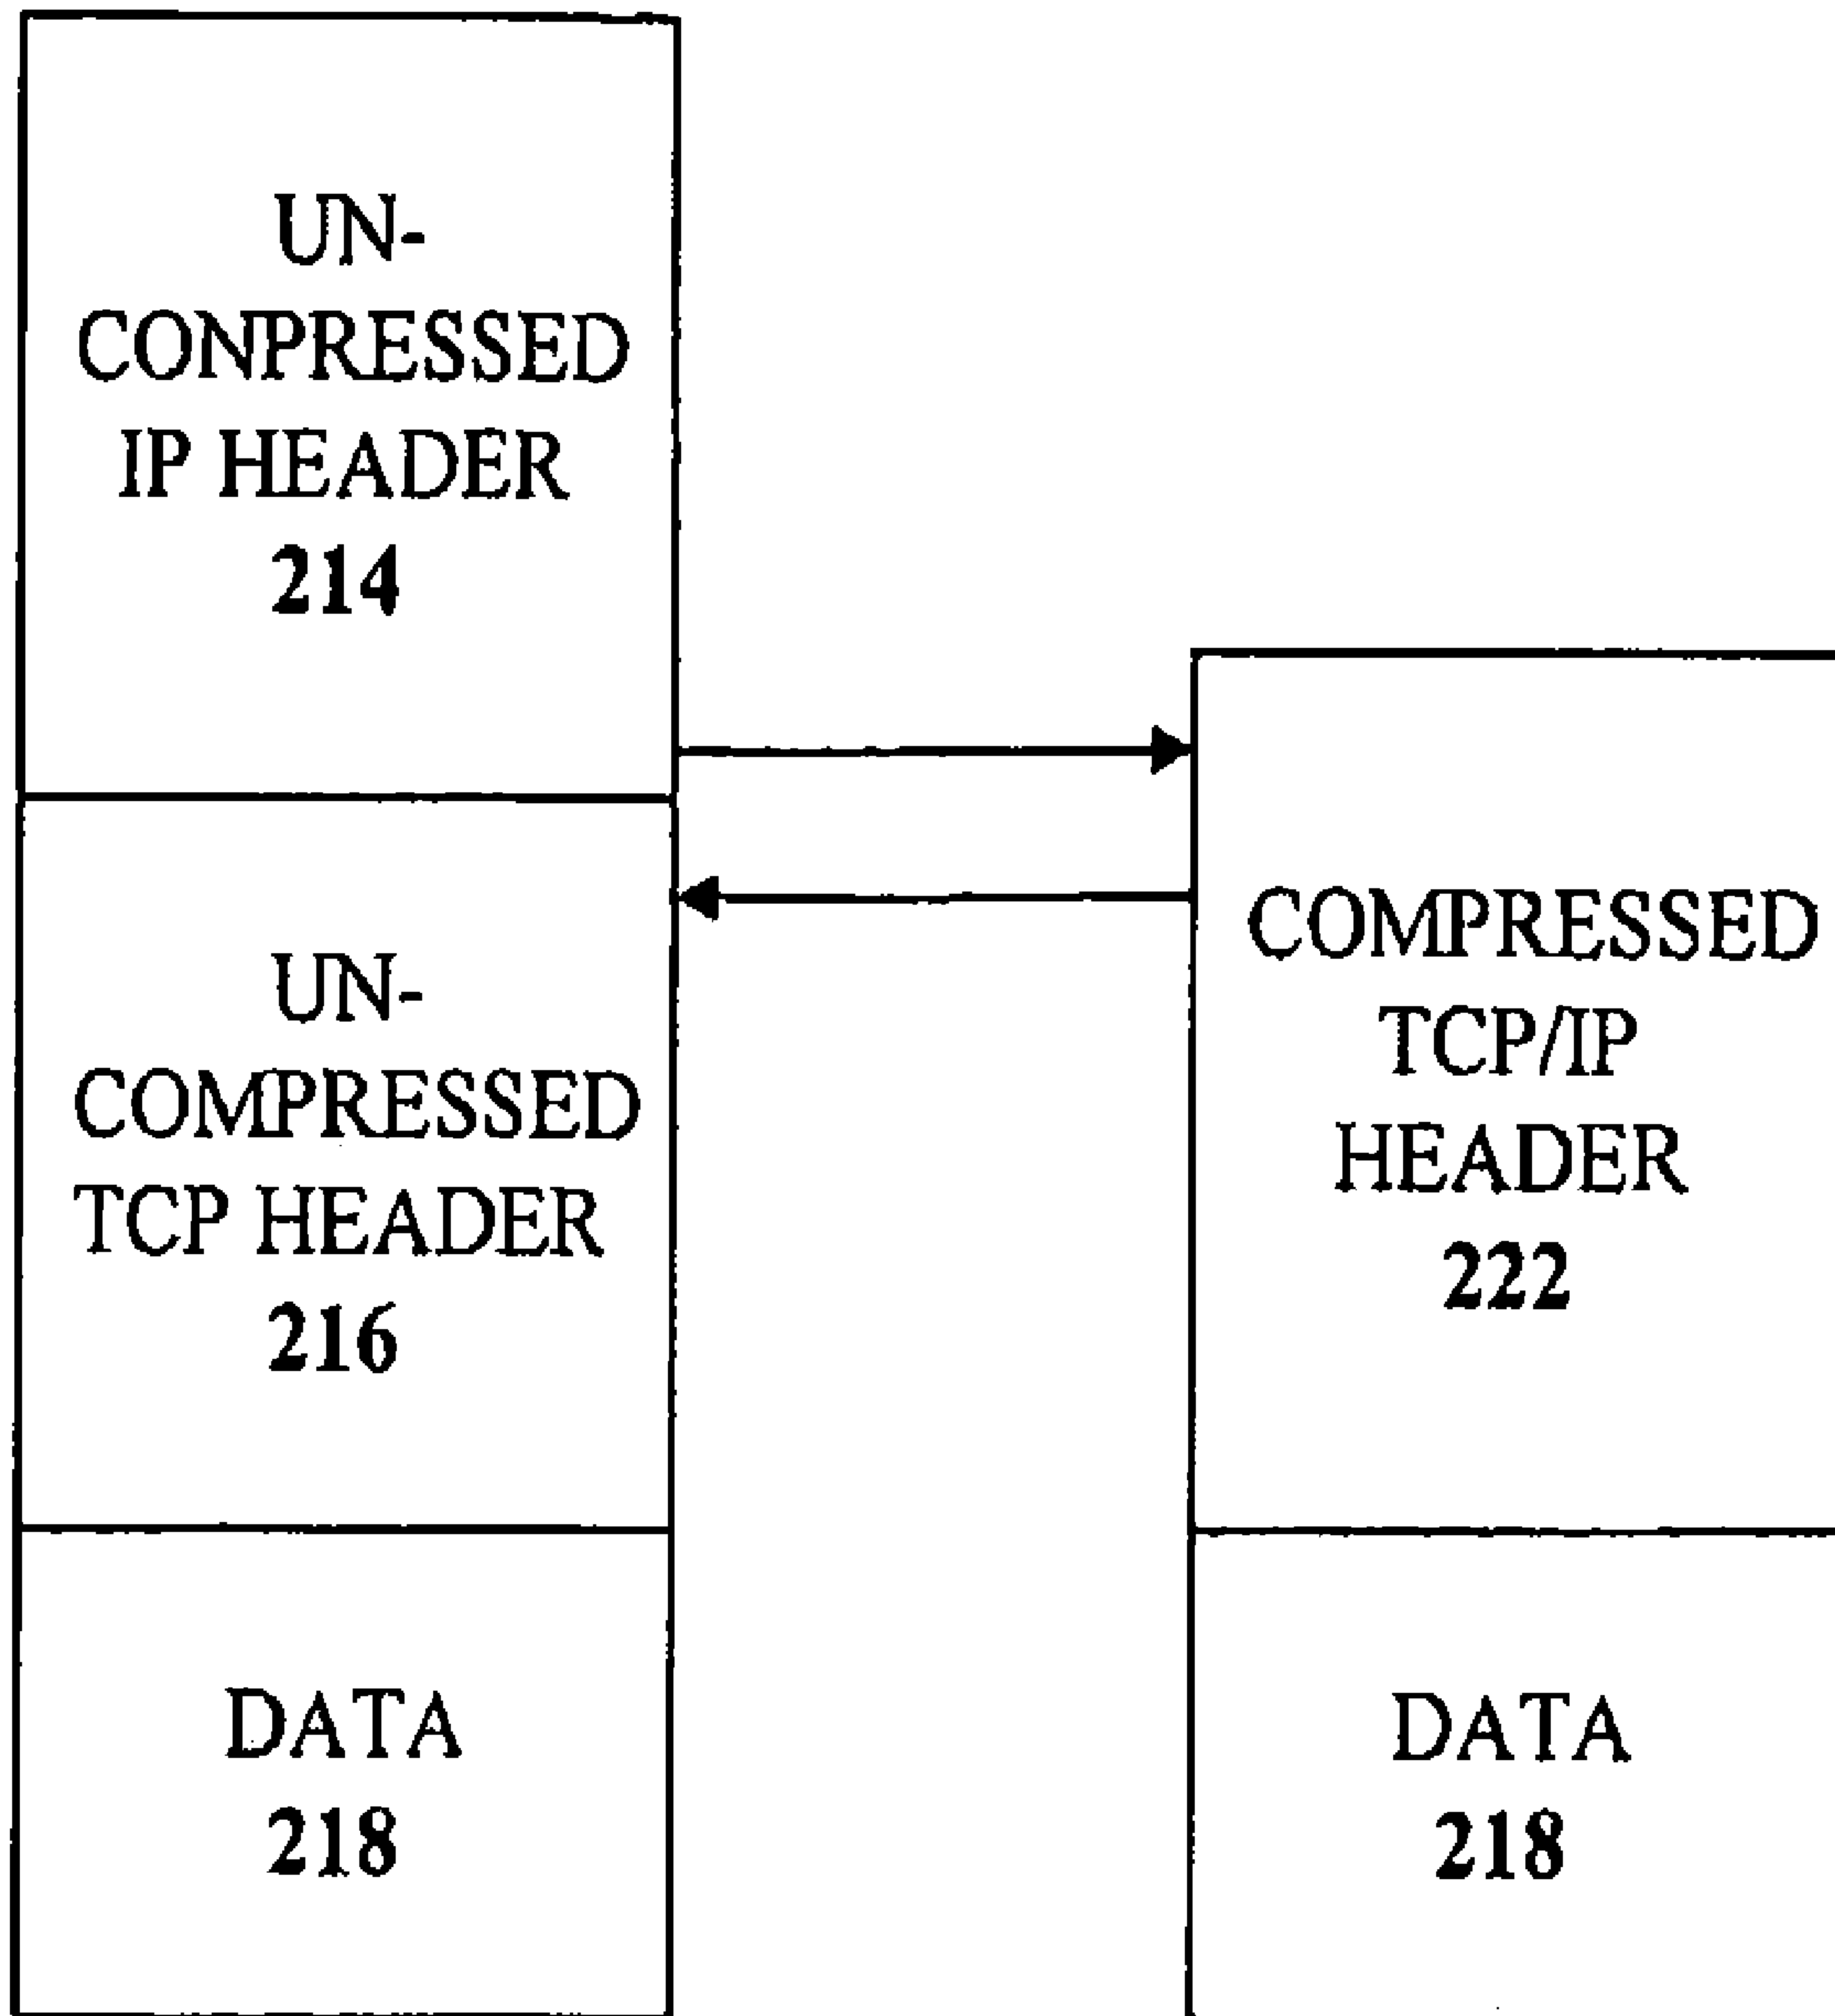 UN-
CONPRESSED
IP HEADER
214
UN-
COMPRESSED
TCP HEADER
216
DATA
218
COMPRESSED
TCP/IP
HEADER
222
DATA
218